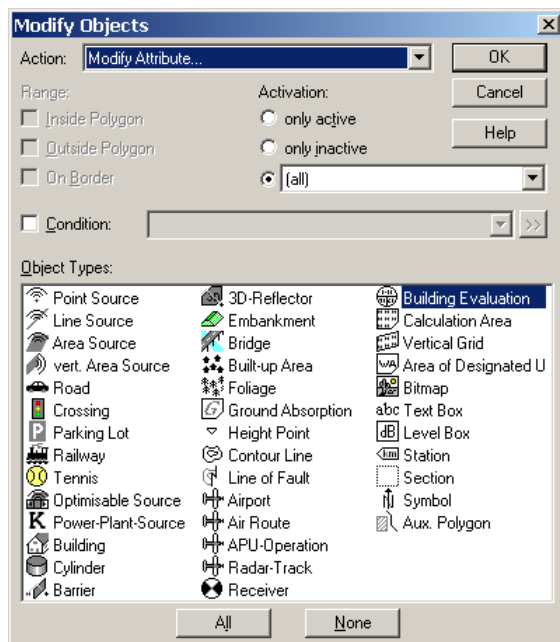 Modify Objects
Action: Modify Attribute... OK
Range: Activation: Cancel
Inside Polygon only active
Outside Polygon only inactive Help
On Border (all)
Condition: >>
Object Types:
Point Source 3D-Reflector Building Evaluation
Line Source Embankment Calculation Area
Area Source Bridge Vertical Grid
vert. Area Source Built-up Area Area of Designated U
Road Foliage Bitmap
Crossing Ground Absorption abc Text Box
P Parking Lot Height Point dB Level Box
Railway Contour Line km Station
Tennis Line of Fault Section
Optimisable Source Airport Symbol
K Power-Plant-Source Air Route Aux. Polygon
Building APU-Operation
Cylinder Radar-Track
Barrier Receiver
All None